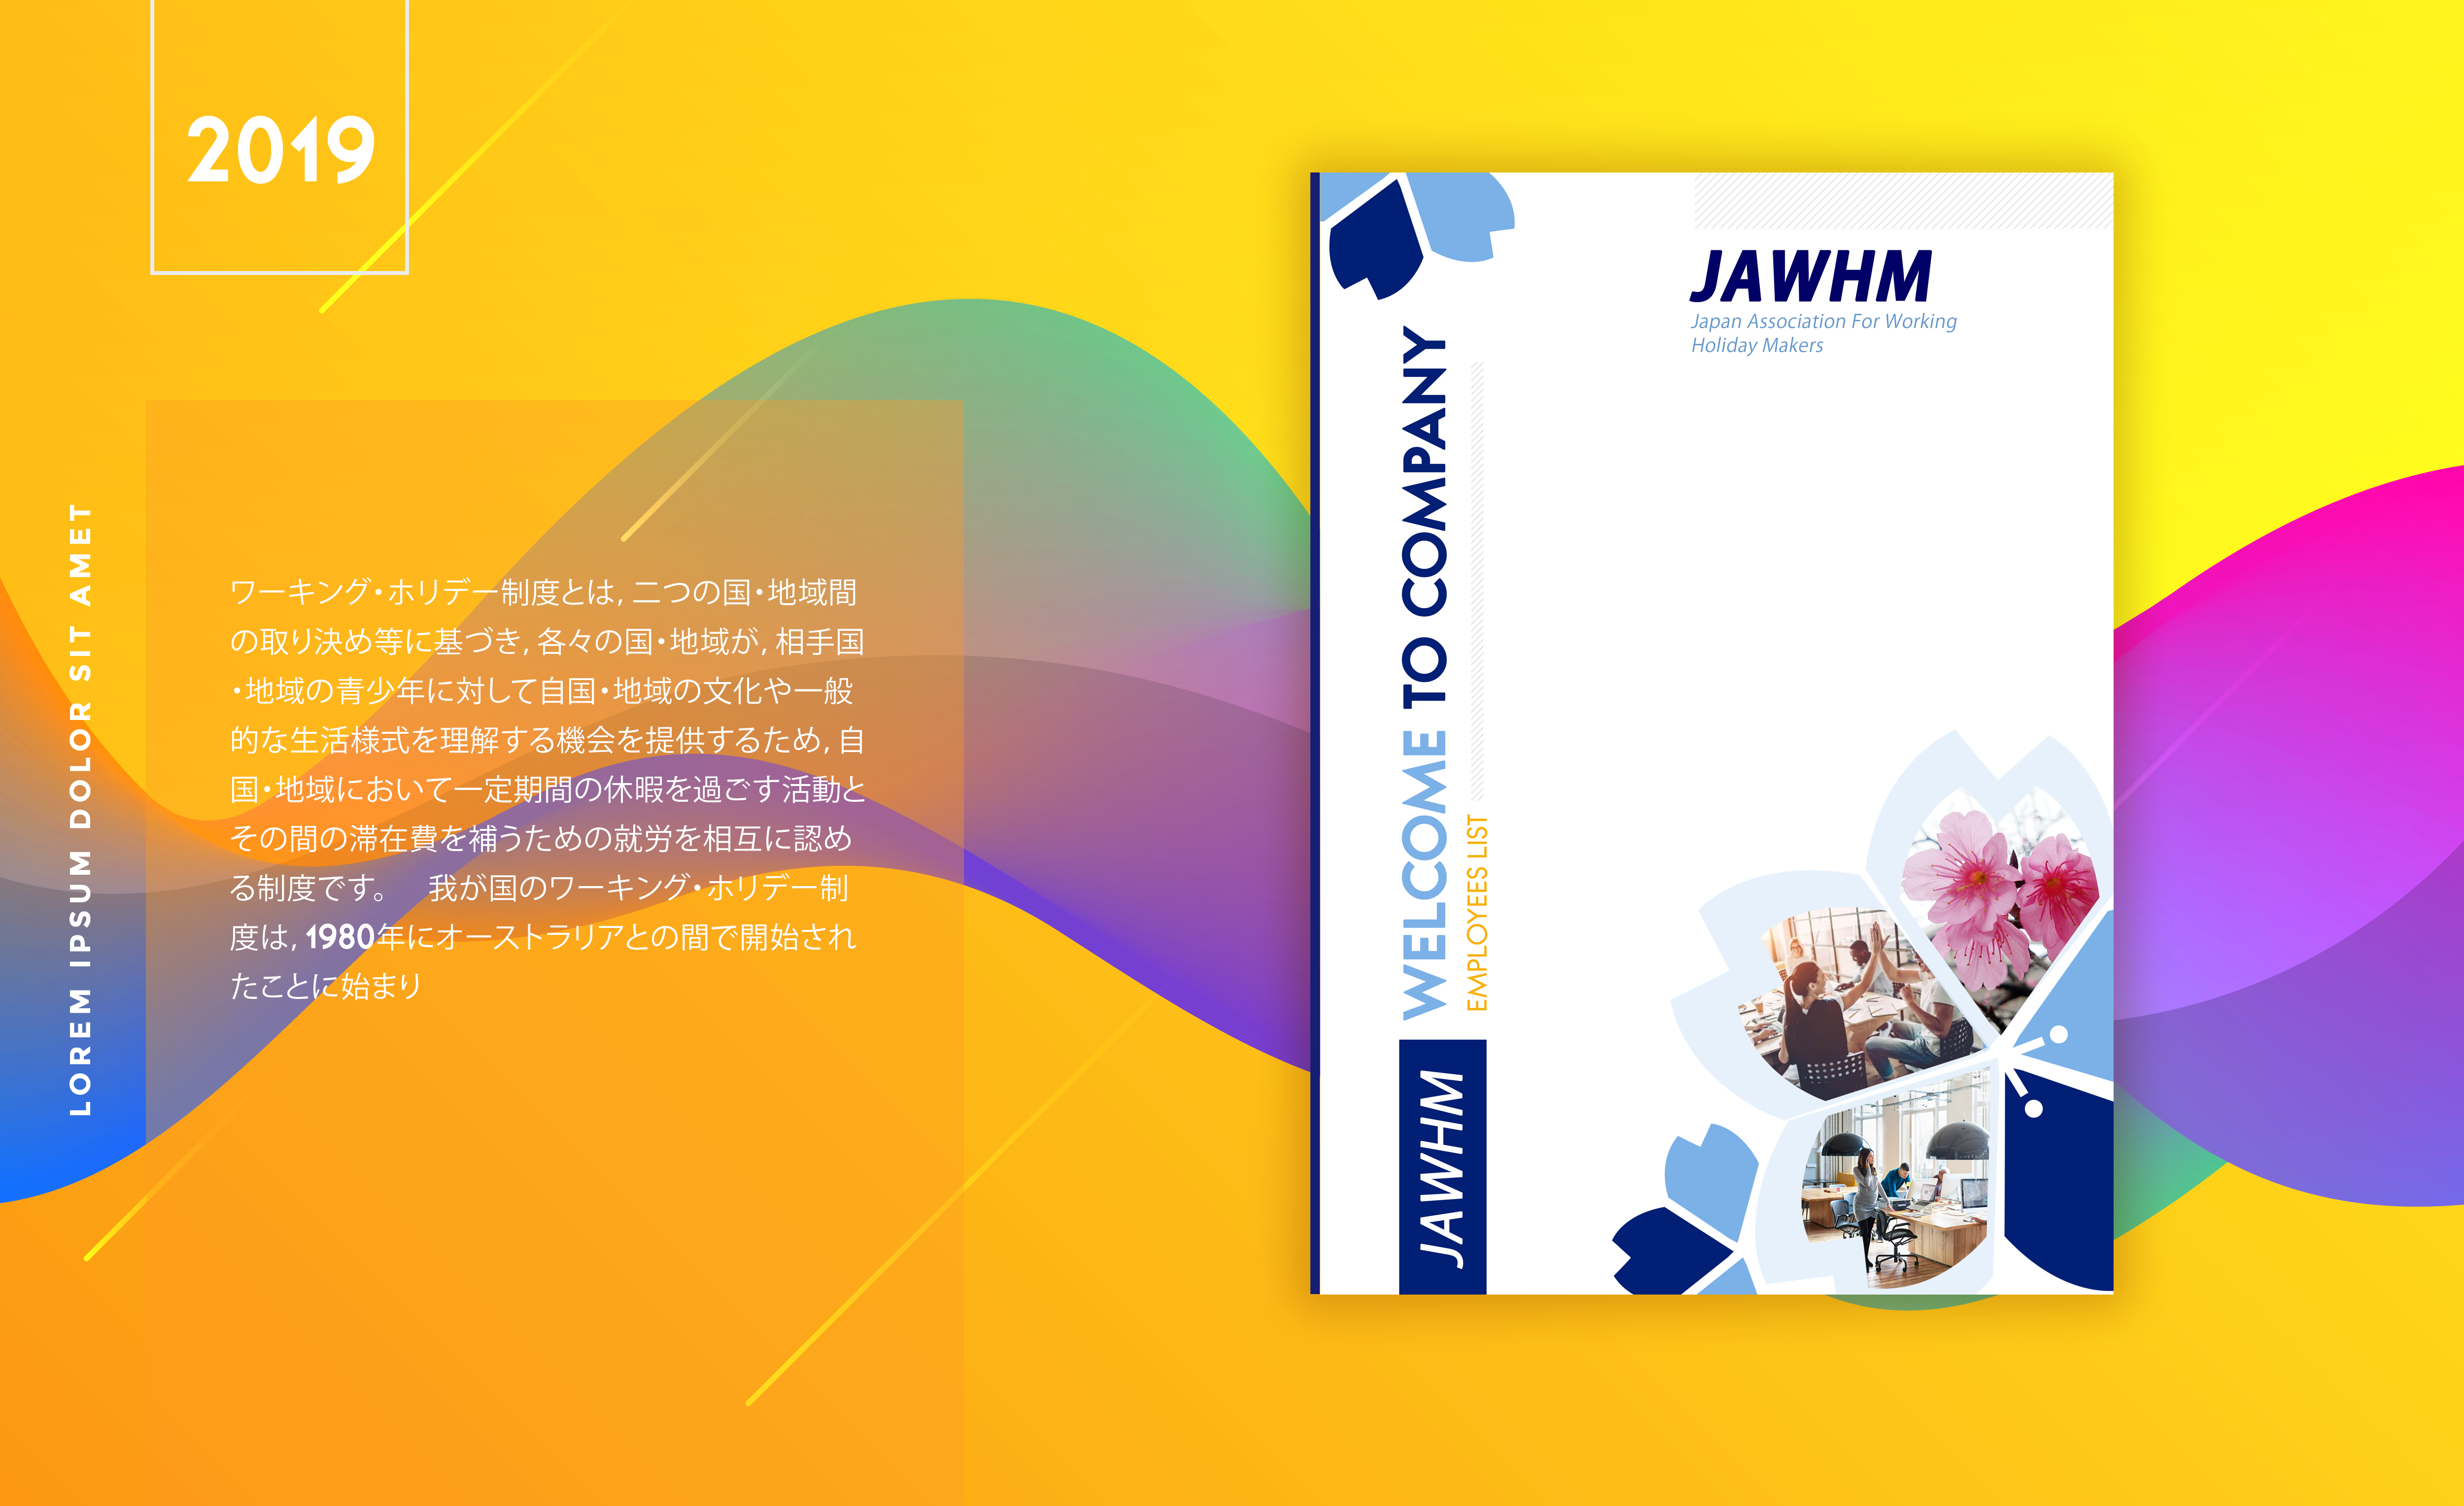 2019
LOREM IPSUM DOLOR SIT AMET
ワーキング・ホリデー制度とは, 二つの国・地域間
の取り決め等に基づき, 各々の国・地域が, 相手国
・地域の青少年に対して自国・地域の文化や一般
的な生活様式を理解する機会を提供するため, 自
国・地域において一定期間の休暇を過ごす活動と
その間の滞在費を補うための就労を相互に認め
る制度です。　我が国のワーキング・ホリデー制
度は, 1980年にオーストラリアとの間で開始され
たことに始まり
JAWHM
Japan Association For Working
Holiday Makers
WELCOME TO COMPANY
EMPLOYEES LIST
JAWHM